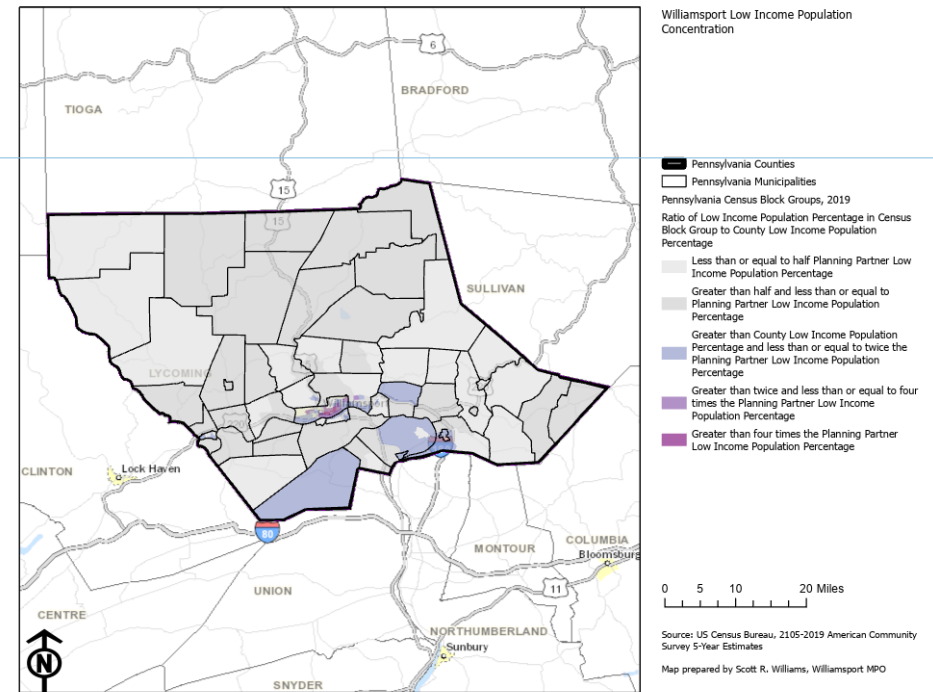 Williamsport Low Income Population
Concentration
6
BRADFORD
TIOGA
Pennsylvania Counties
15
Pennsylvania Municipalities
Pennsylvania Census Block Groups, 2019
15
Ratio of Low Income Population Percentage in Census
Block Group to County Low Income Population
Percentage
Less than or equal to half Planning Partner Low
Income Population Percentage
SULLIVAN
Greater than half and less than or equal to
Planning Partner Low Income Population
Percentage
Greater than County Low Income Population
Percentage and less than or equal to twice the
Planning Partner Low Income Population
Percentage
LYCOMING
Greater than twice and less than or equal to four
times the Planning Partner Low Income
Population Percentage
Williamsport
Greater than four times the Planning Partner
Low Income Population Percentage
CLINTON
Lock Haven
80
COLUMBIA
MONTOUR
Bloomsburg
UNION
11
0 5 10 20 Miles
CENTRE
NORTHUMBERLAND
Source: US Census Bureau, 2105-2019 American Community
Survey 5-Year Estimates
Sunbury
N
Map prepared by Scott R. Williams, Williamsport MPO
SNYDER